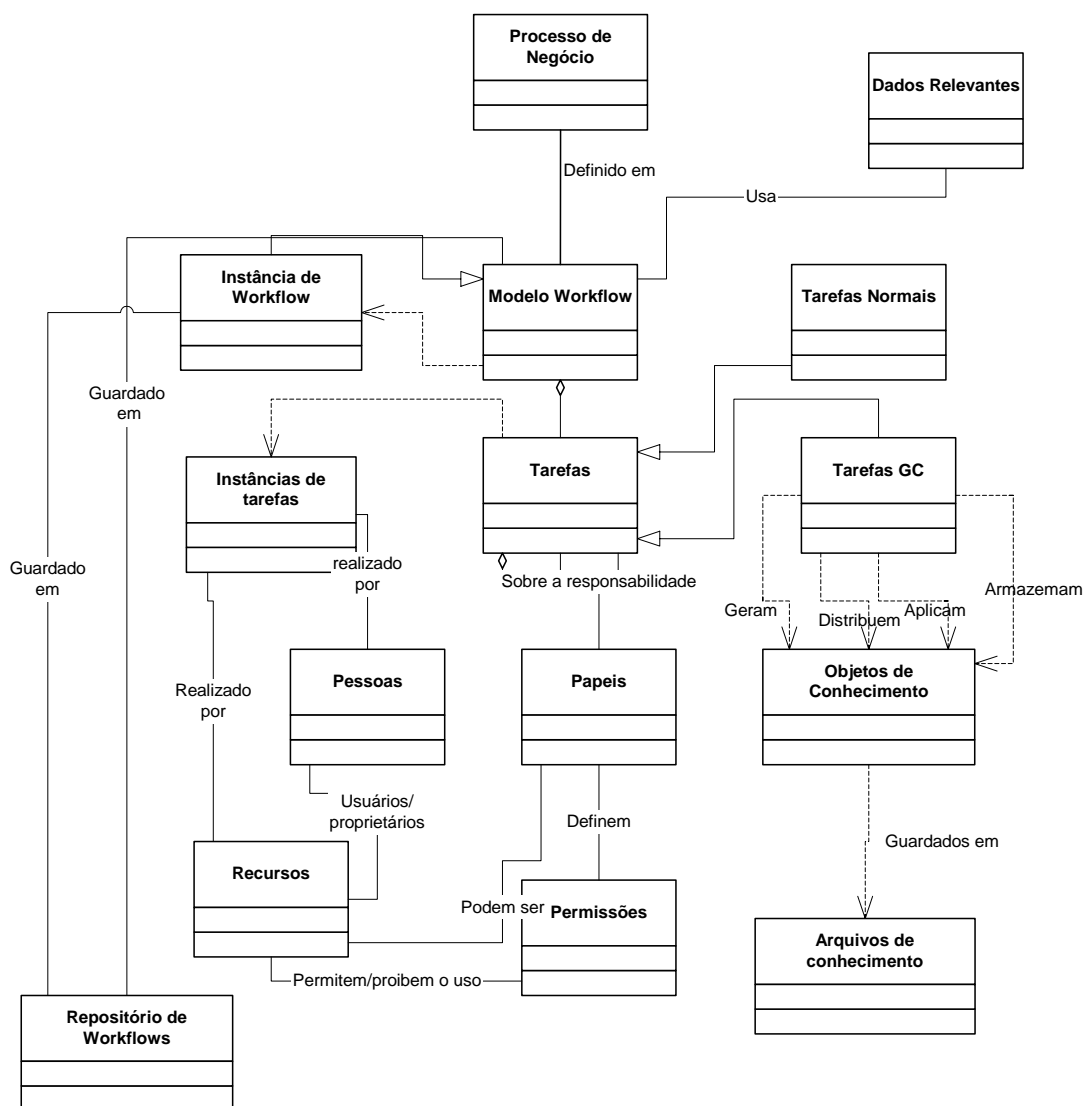 Processo de
Negócio
Dados Relevantes
Definido em
Usa
Instância de
Workflow
Modelo Workflow
Tarefas Normais
Guardado
em
Instâncias de
tarefas
Tarefas
Tarefas GC
Guardado
em
realizado
por
Sobre a responsabilidade
Geram
Distribuem
Aplicam
Armazemam
Pessoas
Papeis
Objetos de
Conhecimento
Realizado
por
Usuários/
proprietários
Definem
Guardados em
Recursos
Podem ser
Permissões
Arquivos de
conhecimento
Permitem/proibem o uso
Repositório de
Workflows